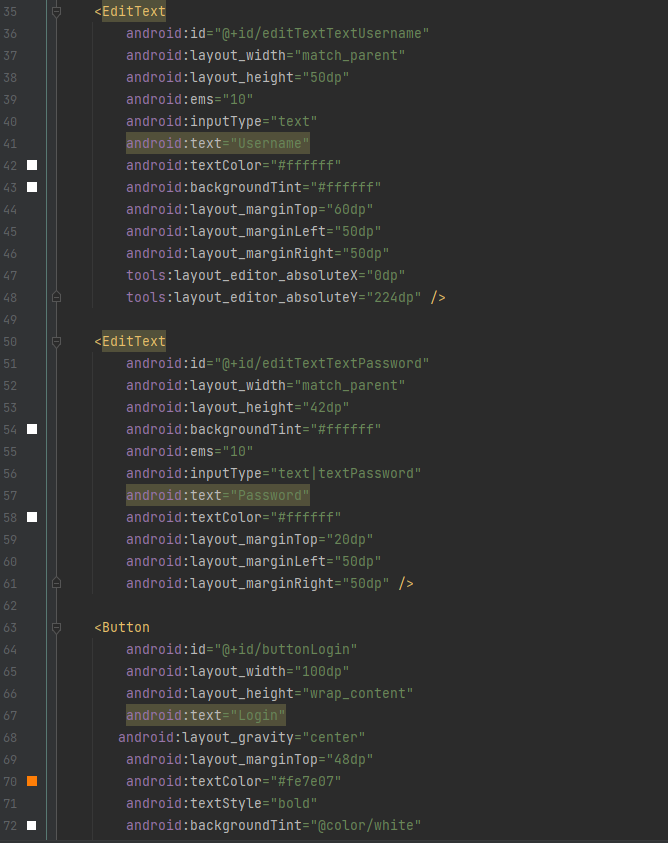 35 <EditText
36 android:id="@+id/editTextTextUsername"
37 android:layout_width="match_parent"
38 android:layout_height="50dp"
39 android:ems="10"
40 android:inputType="text"
41 android:text="Username"
42 android:textColor="#ffffff"
43 android:backgroundTint="#ffffff"
44 android:layout_marginTop="60dp"
45 android:layout_marginLeft="50dp"
46 android:layout_marginRight="50dp"
47 tools:layout_editor_absoluteX="0dp"
48 tools:layout_editor_absoluteY="224dp" />
49
50 <EditText
51 android:id="@+id/editTextTextPassword"
52 android:layout_width="match_parent"
53 android:layout_height="42dp"
54 android:backgroundTint="#ffffff"
55 android:ems="10"
56 android:inputType="text|textPassword"
57 android:text="Password"
58 android:textColor="#ffffff"
59 android:layout_marginTop="20dp"
60 android:layout_marginLeft="50dp"
61 android:layout_marginRight="50dp" />
62
63 <Button
64 android:id="@+id/buttonLogin"
65 android:layout_width="100dp"
66 android:layout_height="wrap_content"
67 android:text="Login"
68 android:layout_gravity="center"
69 android:layout_marginTop="48dp"
70 android:textColor="#fe7e07"
71 android:textStyle="bold"
72 android:backgroundTint="@color/white"